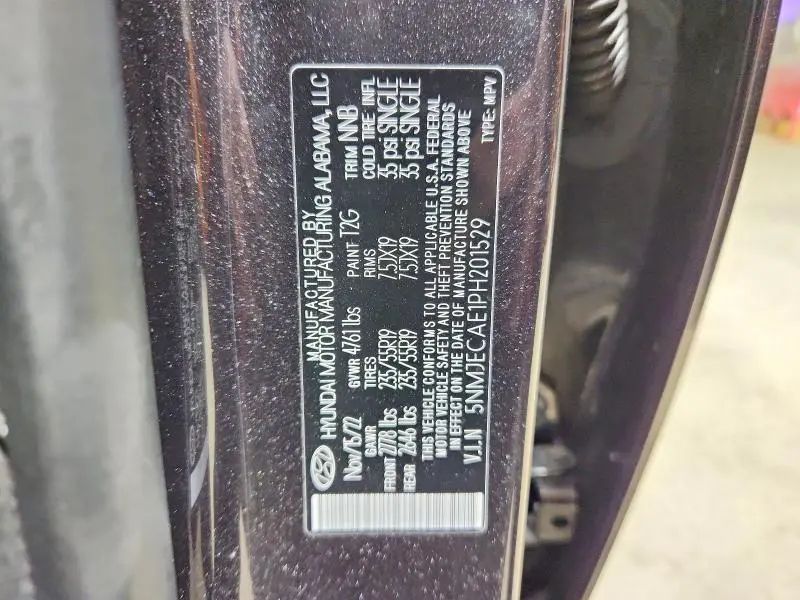 MANUFACTURED BY
HYUNDAI MOTOR MANUFACTURING ALABAMA, LLC
Nov/15/22 GVWR 4761 lbs PAINT T2G TRIM NNB
GAWR TIRES RIMS COLD TIRE INFL
FRONT 2778 lbs 235/55R19 7.5JX19 35 psi SINGLE
REAR 2646 lbs 235/55R19 7.5JX19 35 psi SINGLE
THIS VEHICLE CONFORMS TO ALL APPLICABLE U.S.A. FEDERAL
MOTOR VEHICLE SAFETY AND THEFT PREVENTION STANDARDS
IN EFFECT ON THE DATE OF MANUFACTURE SHOWN ABOVE
V.I.N 5NMJECAE1PH201529 TYPE: MPV